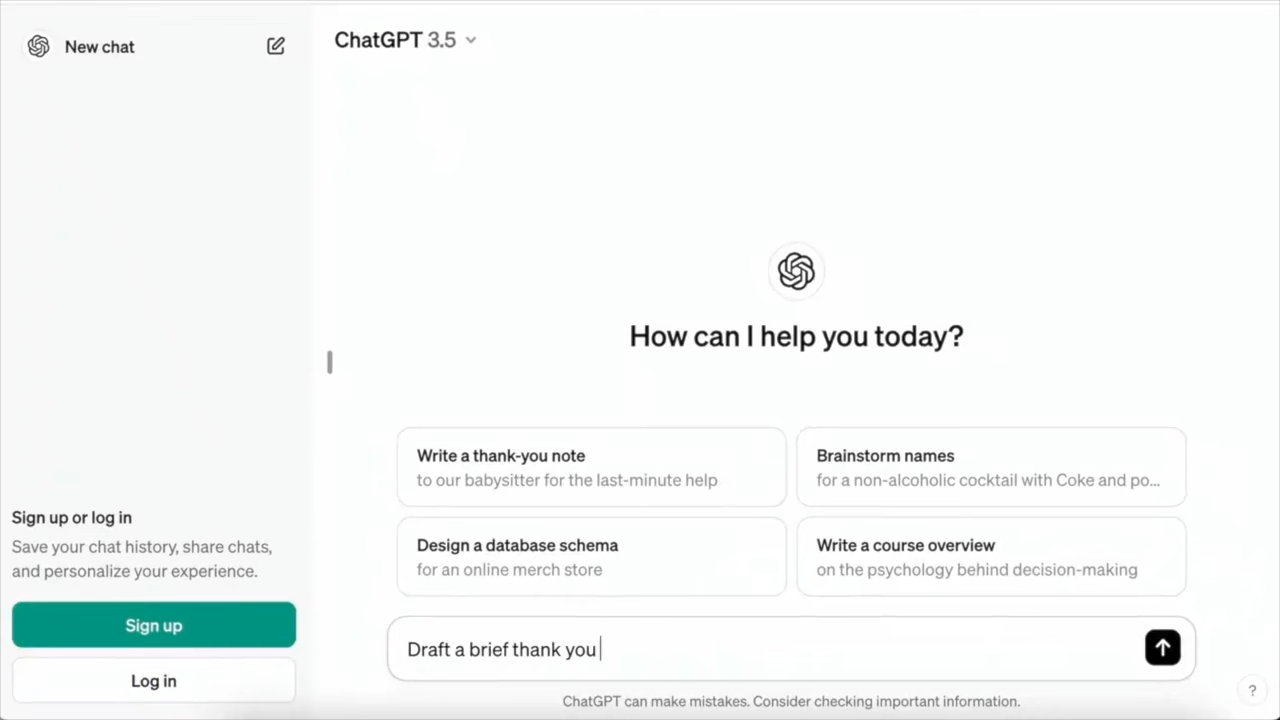 New chat
ChatGPT 3.5
How can I help you today?
Write a thank-you note
to our babysitter for the last-minute help
Brainstorm names
for a non-alcoholic cocktail with Coke and po...
Design a database schema
for an online merch store
Write a course overview
on the psychology behind decision-making
Sign up or log in
Save your chat history, share chats,
and personalize your experience.
Sign up
Log in
Draft a brief thank you
ChatGPT can make mistakes. Consider checking important information.
?